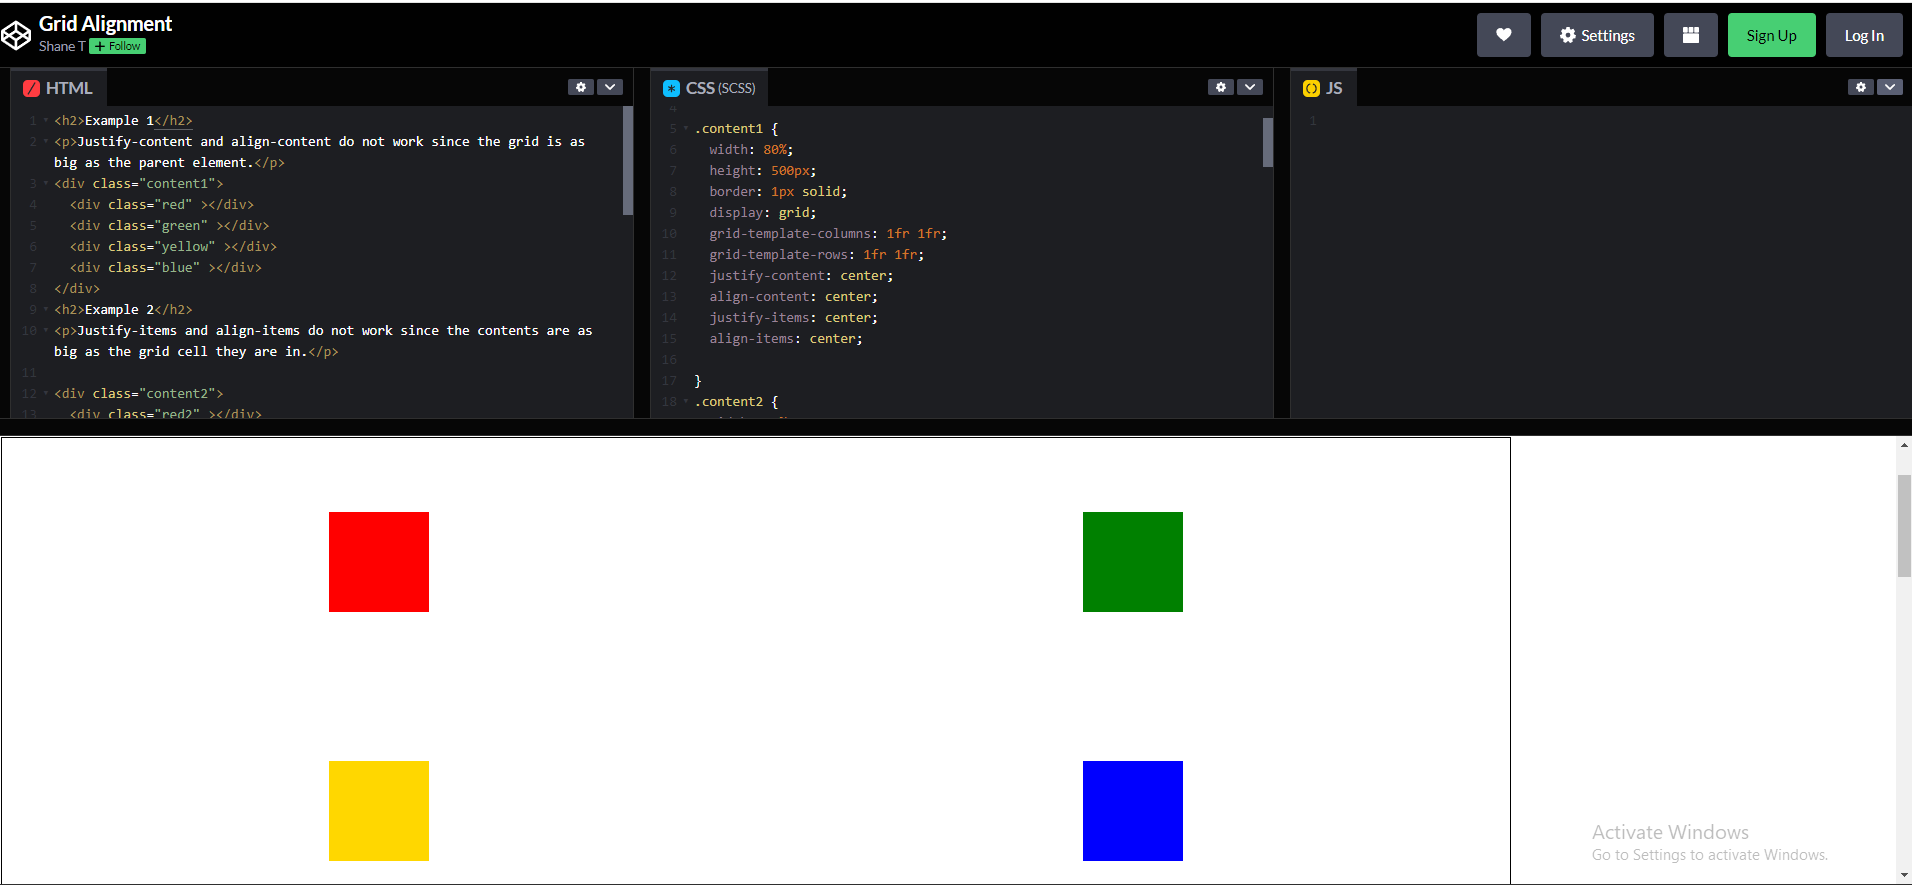 Grid Alignment
Shane T + Follow
Settings
Sign Up
Log In
HTML
1 <h2>Example 1</h2>
2 <p>Justify-content and align-content do not work since the grid is as
big as the parent element.</p>
3 <div class="content1">
4 <div class="red" ></div>
5 <div class="green" ></div>
6 <div class="yellow" ></div>
7 <div class="blue" ></div>
8 </div>
9 <h2>Example 2</h2>
10 <p>Justify-items and align-items do not work since the contents are as
big as the grid cell they are in.</p>
11
12 <div class="content2">
13 <div class="red2" ></div>
CSS (SCSS)
4
5 .content1 {
6 width: 80%;
7 height: 500px;
8 border: 1px solid;
9 display: grid;
10 grid-template-columns: 1fr 1fr;
11 grid-template-rows: 1fr 1fr;
12 justify-content: center;
13 align-content: center;
14 justify-items: center;
15 align-items: center;
16
17 }
18 .content2 {
JS
1
Activate Windows
Go to Settings to activate Windows.